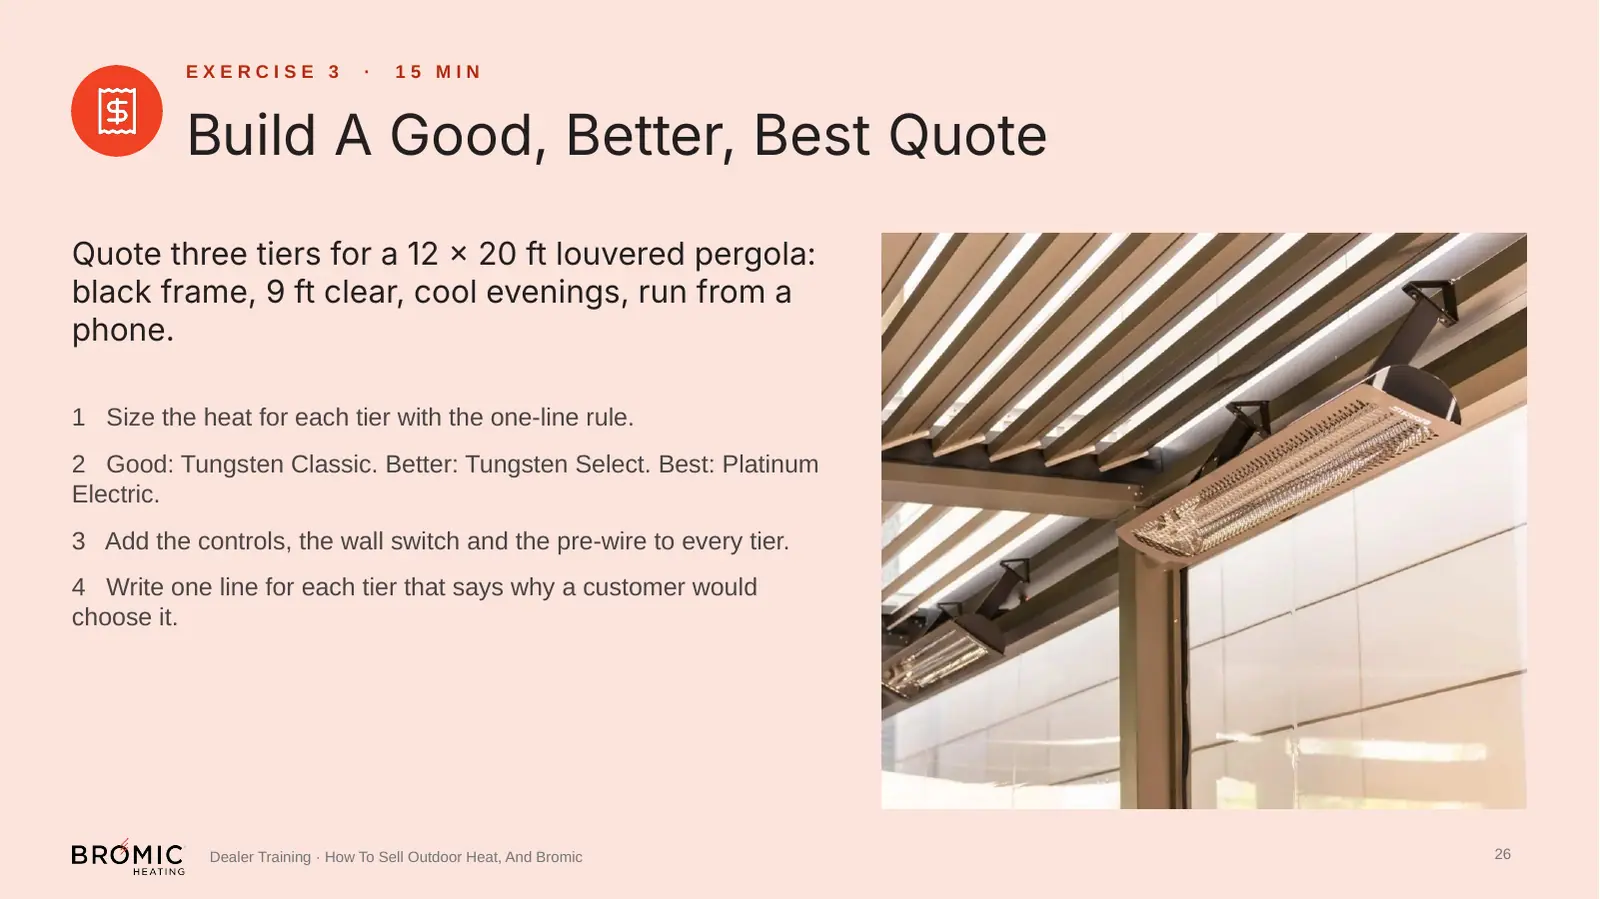 EXERCISE 3 · 15 MIN
$
Build A Good, Better, Best Quote
Quote three tiers for a 12 × 20 ft louvered pergola:
black frame, 9 ft clear, cool evenings, run from a
phone.
1 Size the heat for each tier with the one-line rule.
2 Good: Tungsten Classic. Better: Tungsten Select. Best: Platinum
Electric.
3 Add the controls, the wall switch and the pre-wire to every tier.
4 Write one line for each tier that says why a customer would
choose it.
BROMIC
HEATING
Dealer Training · How To Sell Outdoor Heat, And Bromic
26